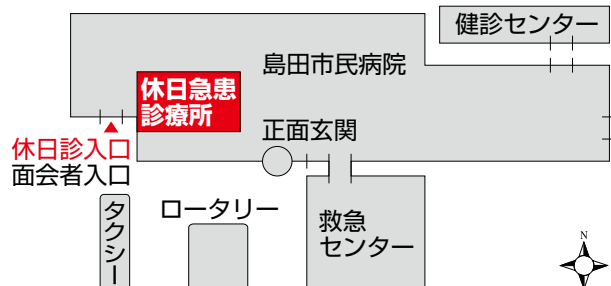 健診センター
島田市民病院
休日急患
診療所
正面玄関
休日診入口
面会者入口
タクシー
ロータリー
救急
センター
N